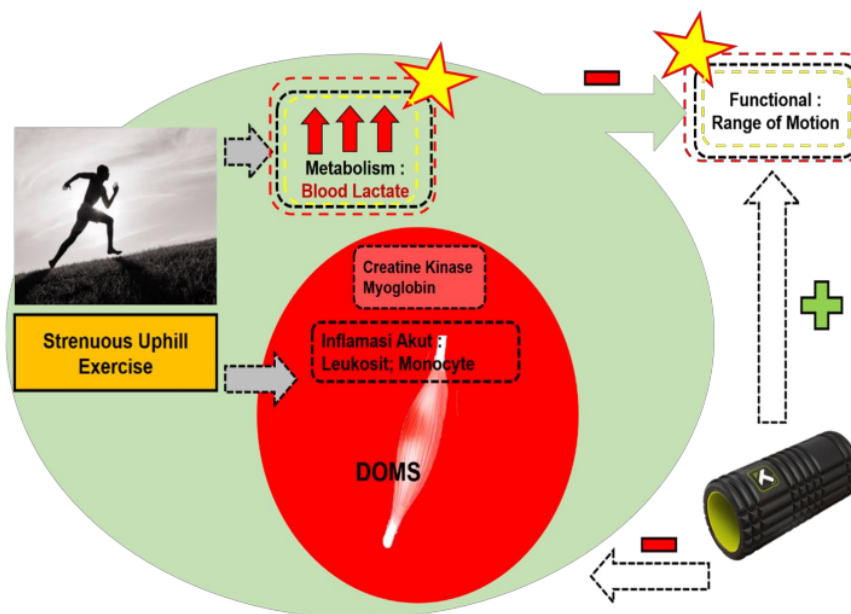 Metabolism :
Blood Lactate
Functional :
Range of Motion
Strenuous Uphill
Exercise
Creatine Kinase
Myoglobin
Inflamasi Akut :
Leukosit; Monocyte
DOMS